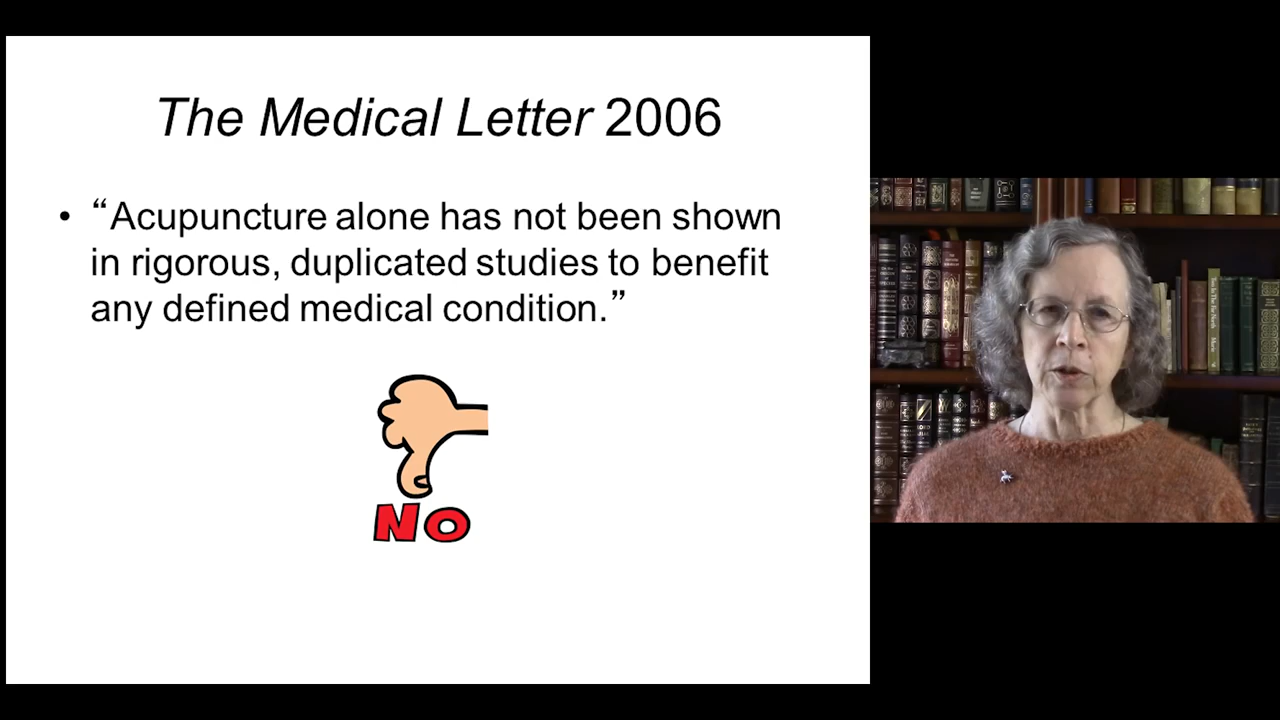 The Medical Letter 2006
• “Acupuncture alone has not been shown
in rigorous, duplicated studies to benefit
any defined medical condition.”
NO